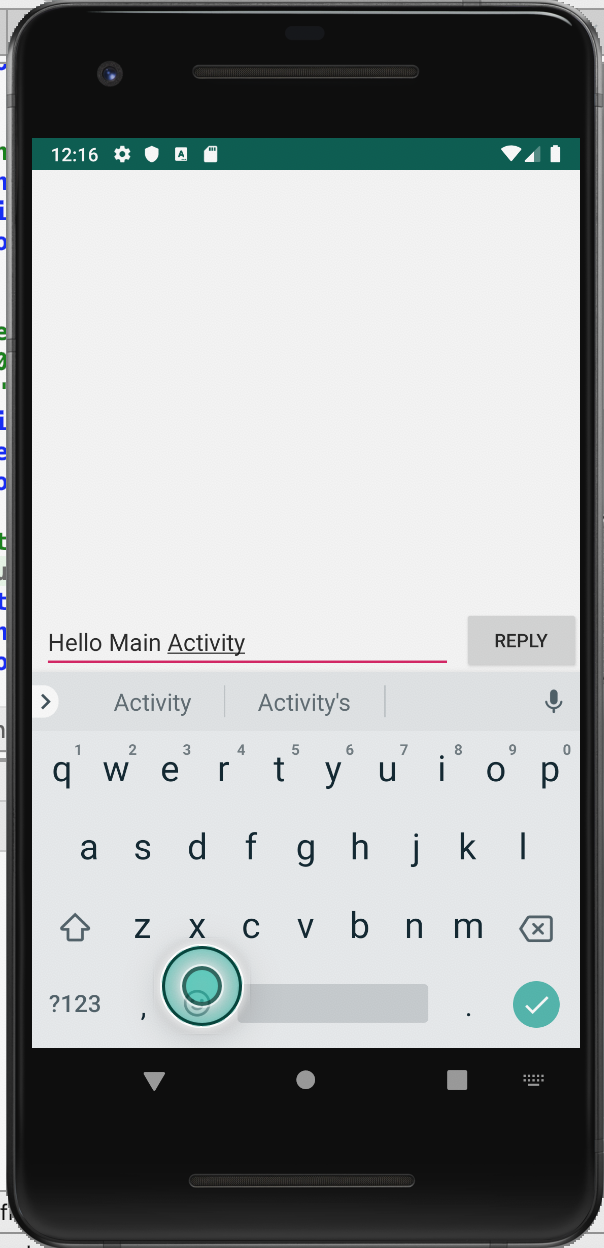 12:16 A
Hello Main Activity
REPLY
Activity Activity's
1 2 3 4 5 6 7 8 9 0
q w e r t y u i o p
a s d f g h j k l
z x c v b n m
?123 , .